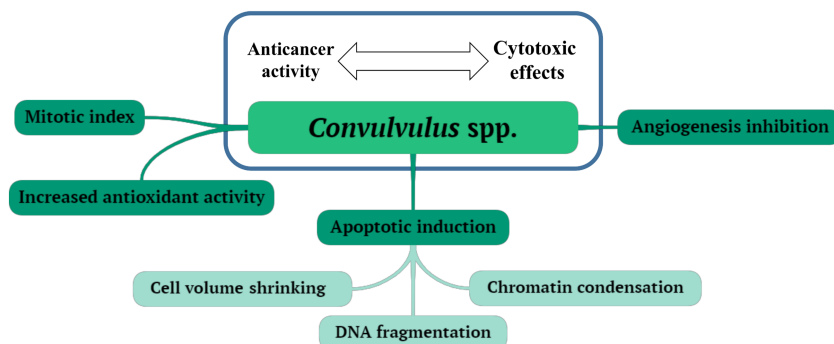 Anticancer
activity
Cytotoxic
effects
Mitotic index
Convulvulus spp.
Angiogenesis inhibition
Increased antioxidant activity
Apoptotic induction
Cell volume shrinking
Chromatin condensation
DNA fragmentation